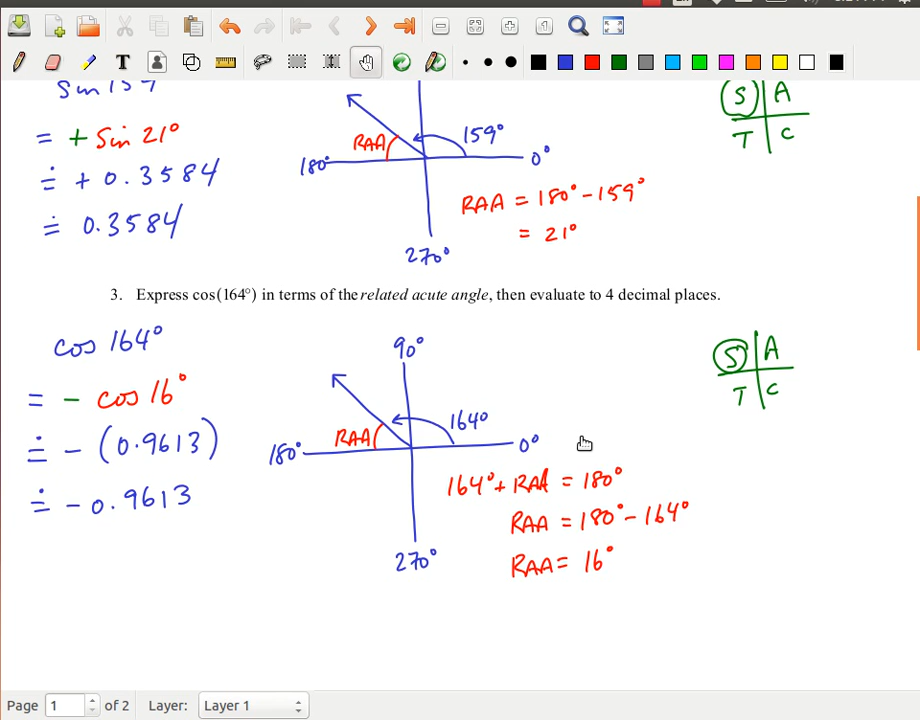 sin 159
= + sin 21°
≐ + 0.3584
≐ 0.3584
RAA
159°
180°
0°
270°
RAA = 180° - 159°
= 21°
S A
T C
3. Express cos(164°) in terms of the related acute angle, then evaluate to 4 decimal places.
cos 164°
= - cos 16°
≐ - (0.9613)
≐ - 0.9613
90°
RAA
164°
180°
0°
270°
164° + RAA = 180°
RAA = 180° - 164°
RAA = 16°
S A
T C
Page 1 of 2 Layer: Layer 1